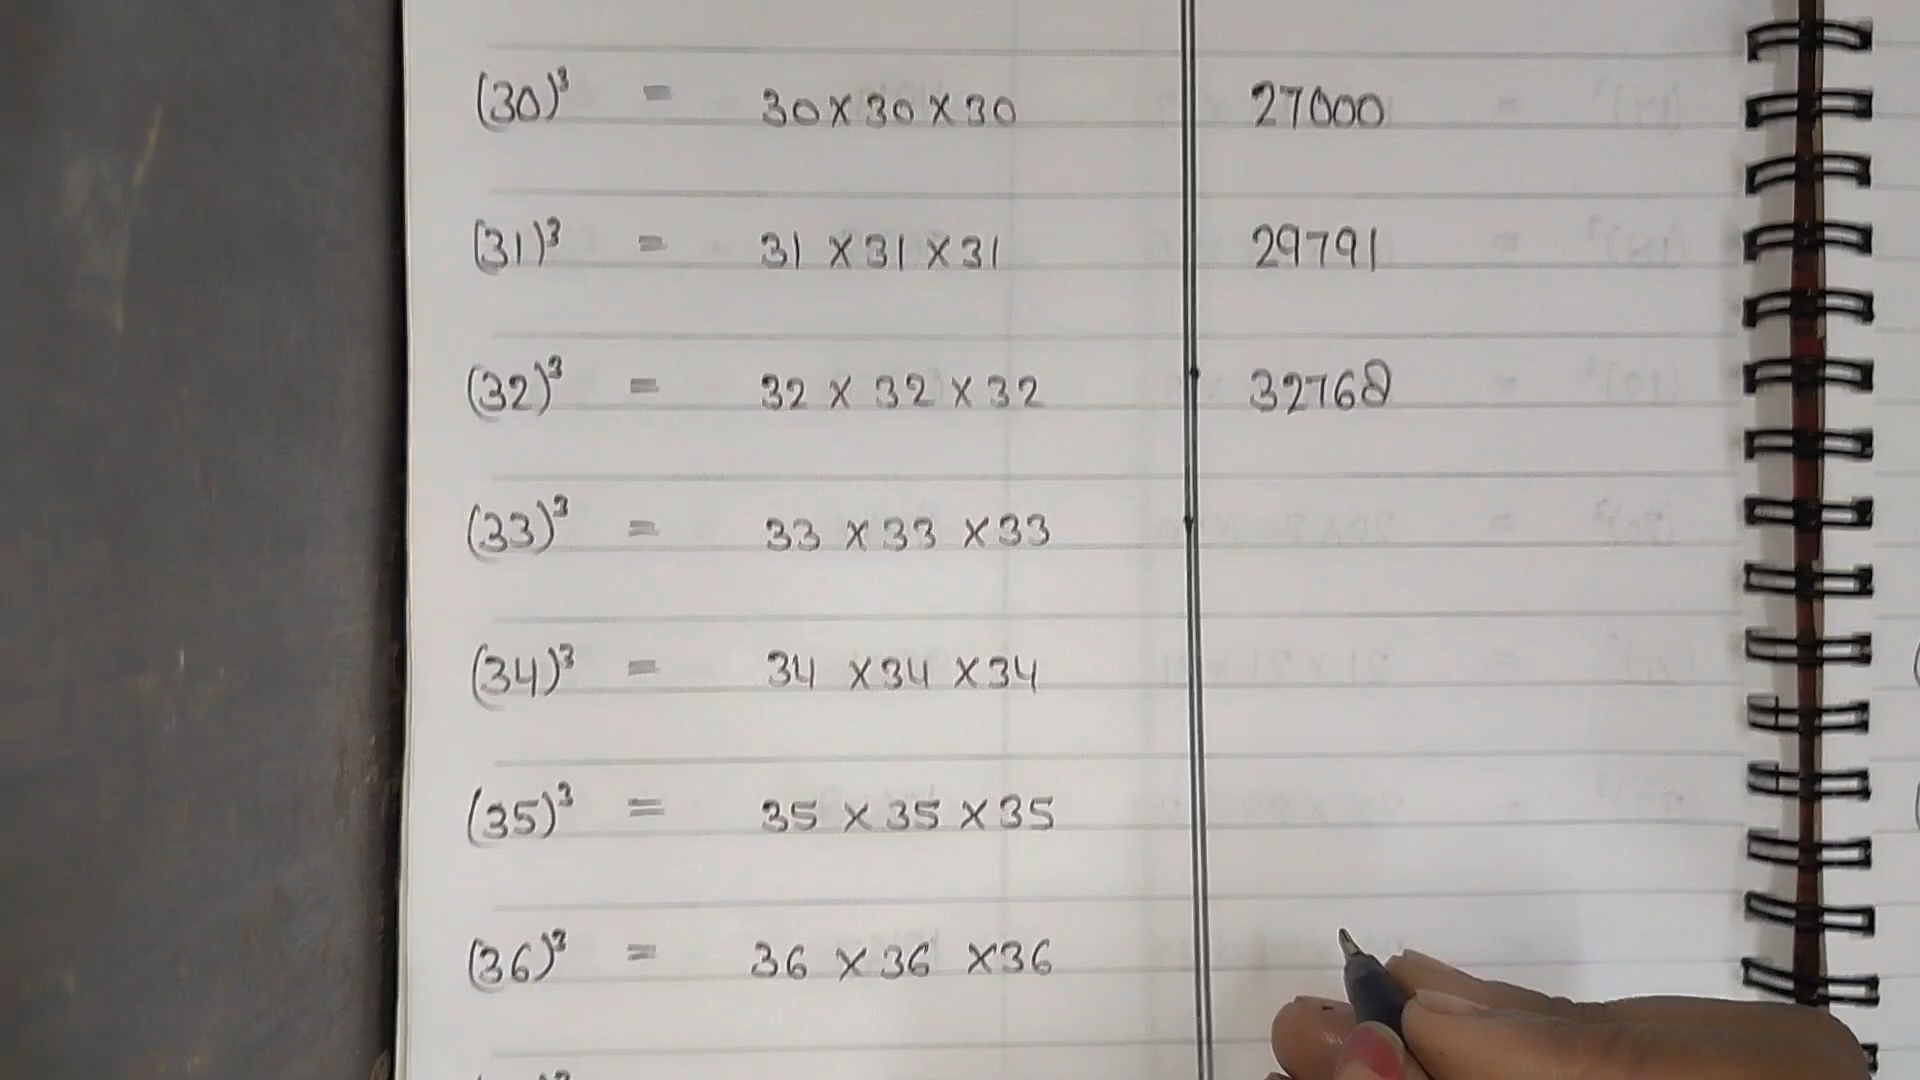 (30)³ = 30 x 30 x 30 27000
(31)³ = 31 x 31 x 31 29791
(32)³ = 32 x 32 x 32 32768
(33)³ = 33 x 33 x 33
(34)³ = 34 x 34 x 34
(35)³ = 35 x 35 x 35
(36)³ = 36 x 36 x 36